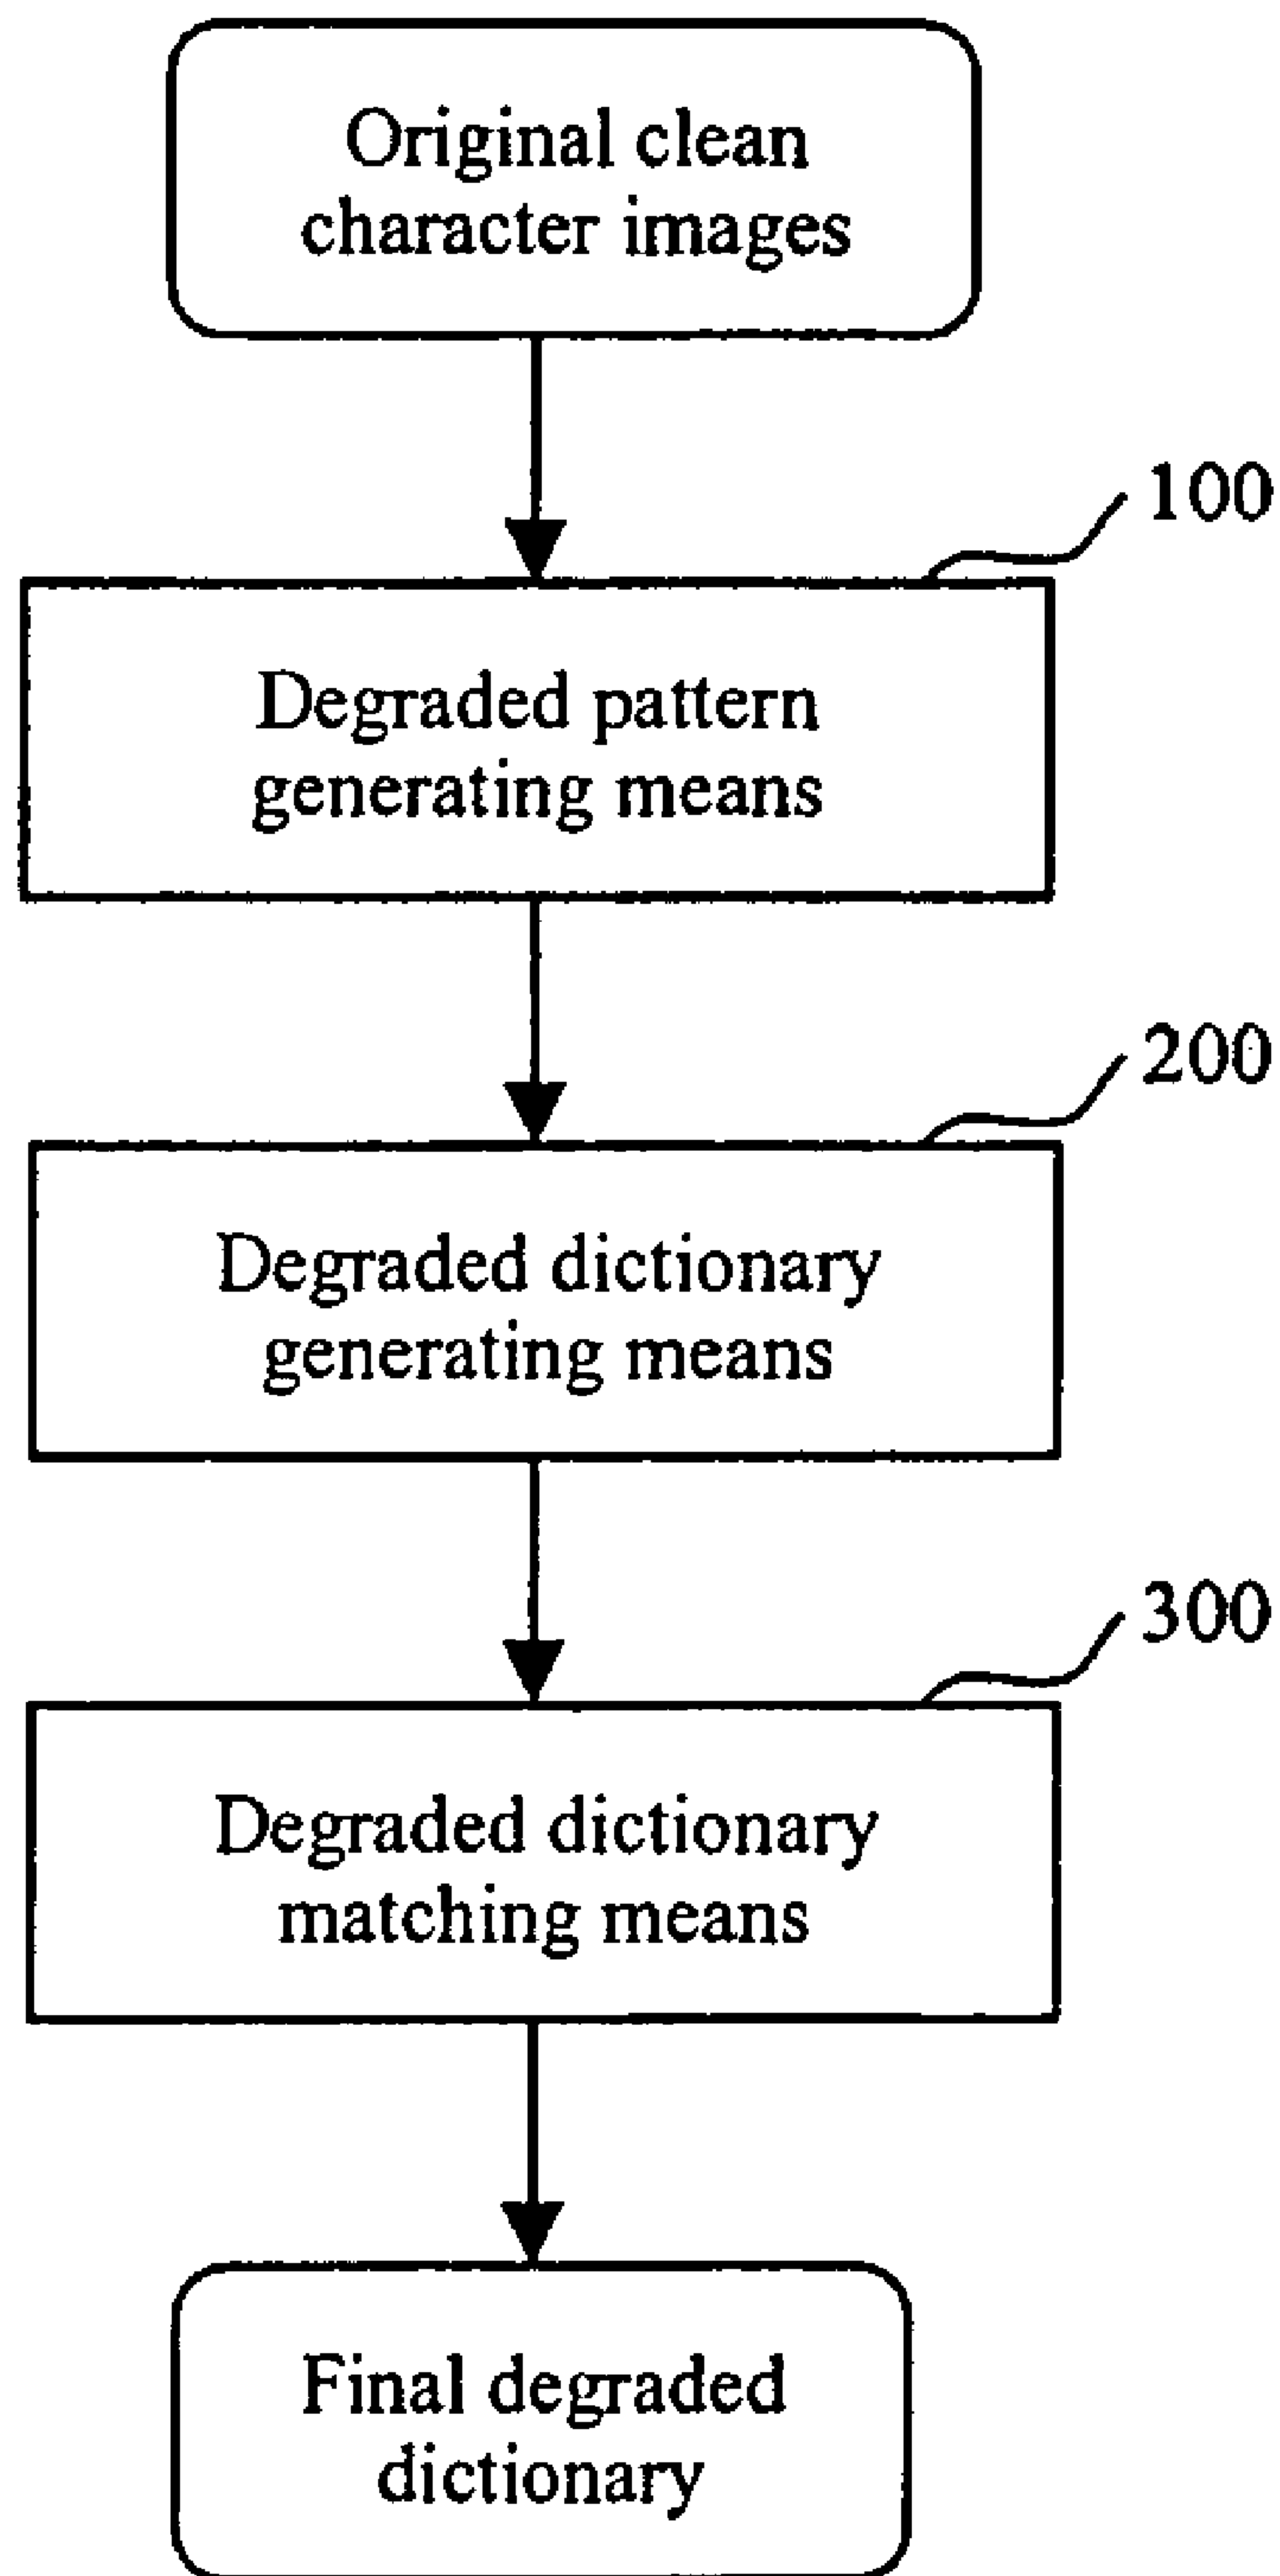 Original clean
character images
100
Degraded pattern
generating means
200
Degraded dictionary
generating means
300
Degraded dictionary
matching means
Final degraded
dictionary